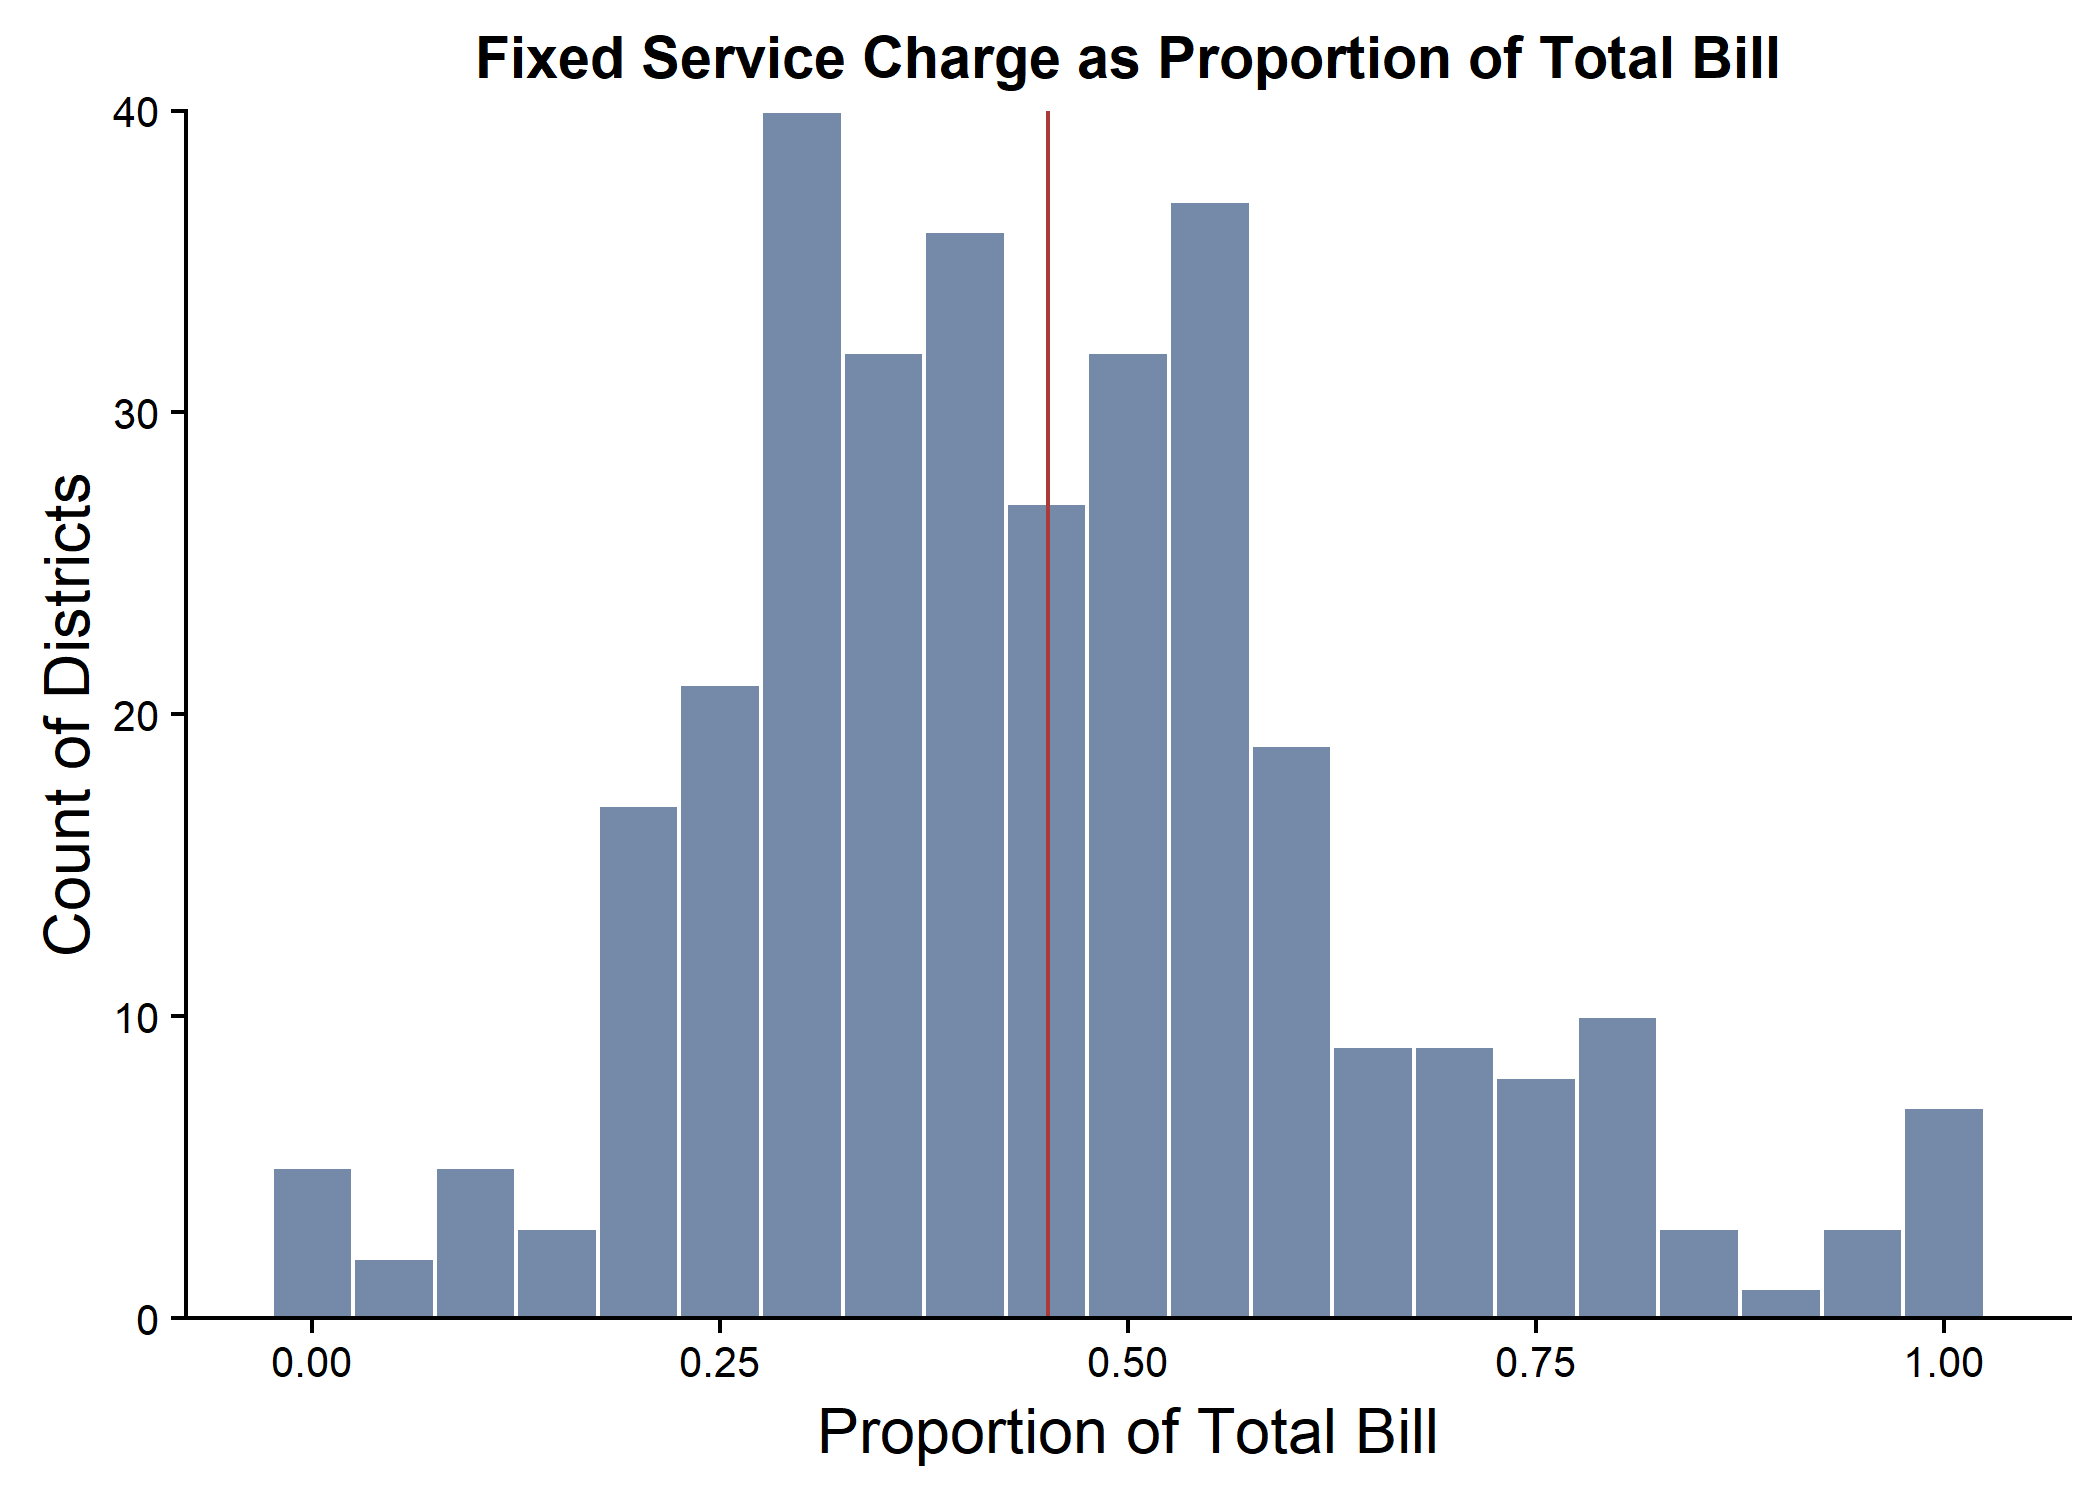 Fixed Service Charge as Proportion of Total Bill
40
30
20
10
0
Count of Districts
0.00 0.25 0.50 0.75 1.00
Proportion of Total Bill